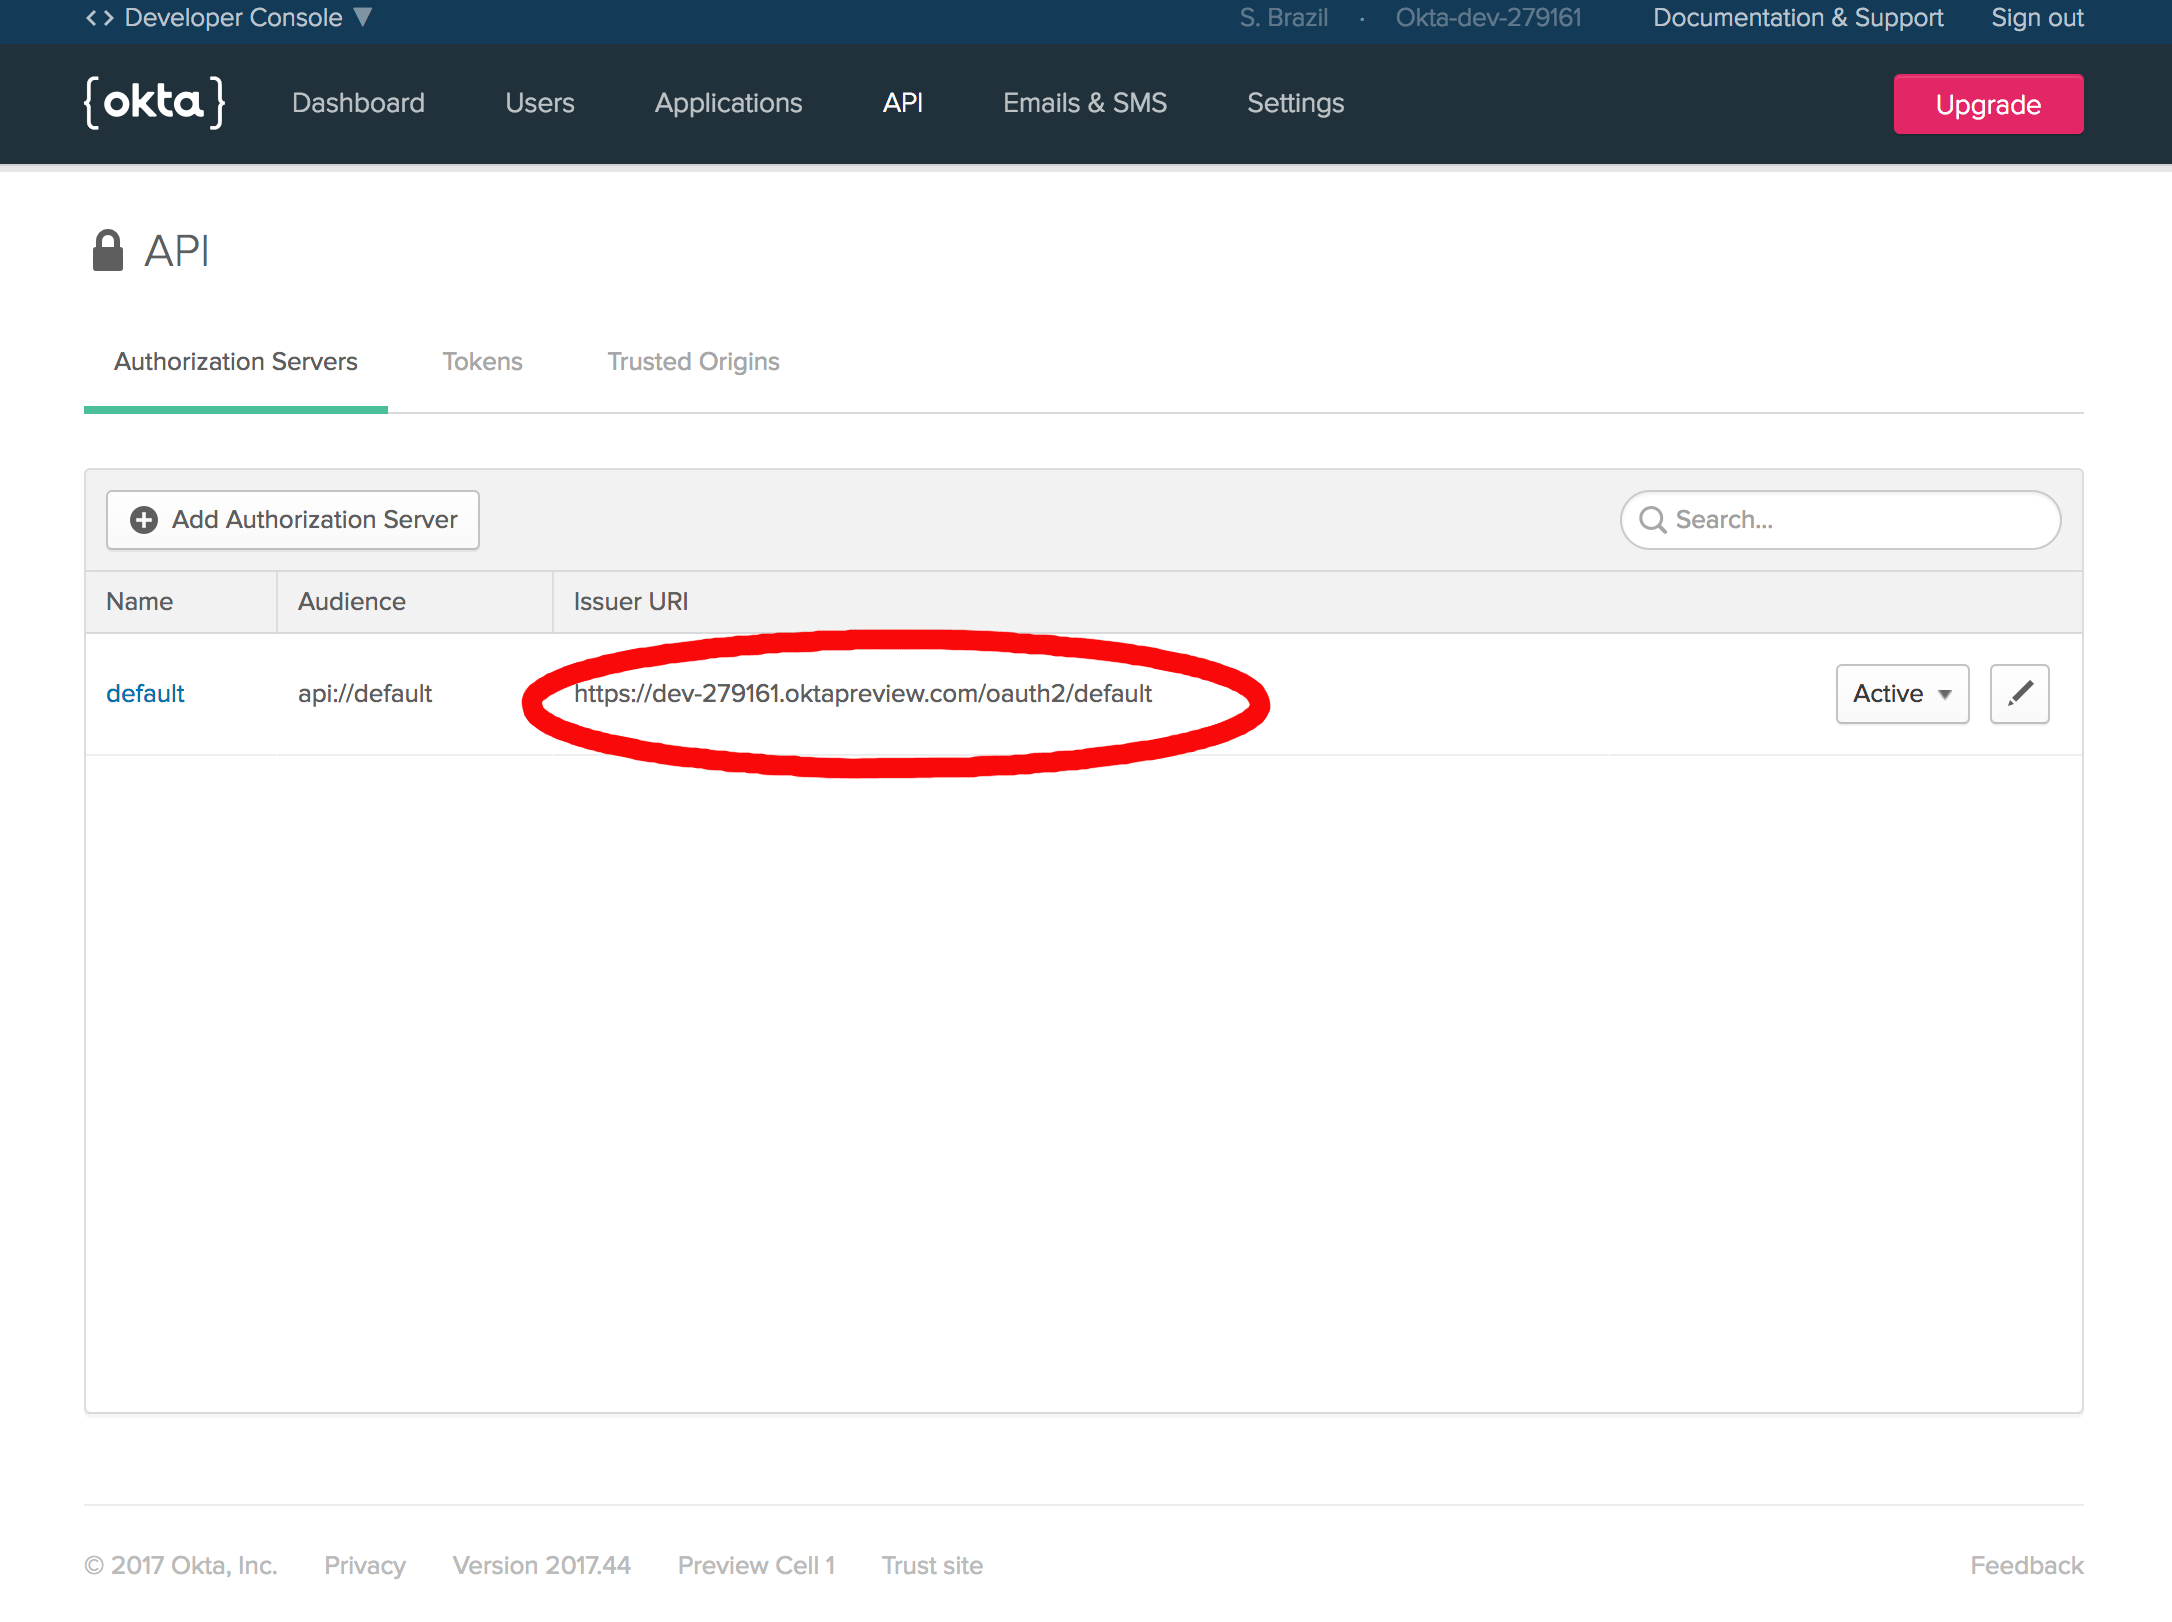 <> Developer Console ▼ S. Brazil · Okta-dev-279161 Documentation & Support Sign out
{okta} Dashboard Users Applications API Emails & SMS Settings Upgrade
API
Authorization Servers Tokens Trusted Origins
Add Authorization Server Search...
Name Audience Issuer URI
default api://default https://dev-279161.oktapreview.com/oauth2/default Active
© 2017 Okta, Inc. Privacy Version 2017.44 Preview Cell 1 Trust site Feedback